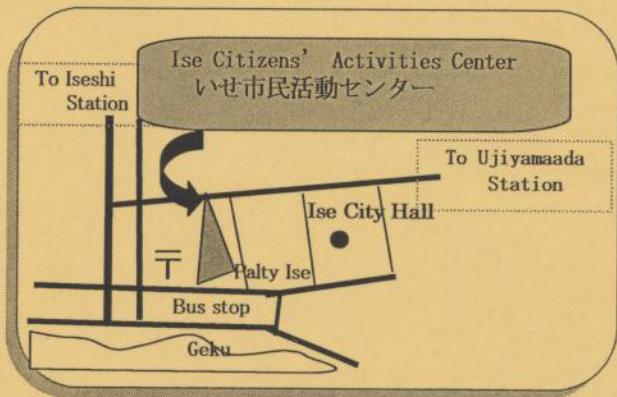 Ise Citizens' Activities Center
いせ市民活動センター
To Iseshi
Station
To Ujiyamaada
Station
Ise City Hall
〒
Palty Ise
Bus stop
Geku